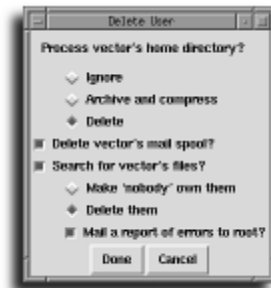 Delete User
Process vector's home directory?
Ignore
Archive and compress
Delete
Delete vector's mail spool?
Search for vector's files?
Make 'nobody' own them
Delete them
Mail a report of errors to root?
Done Cancel